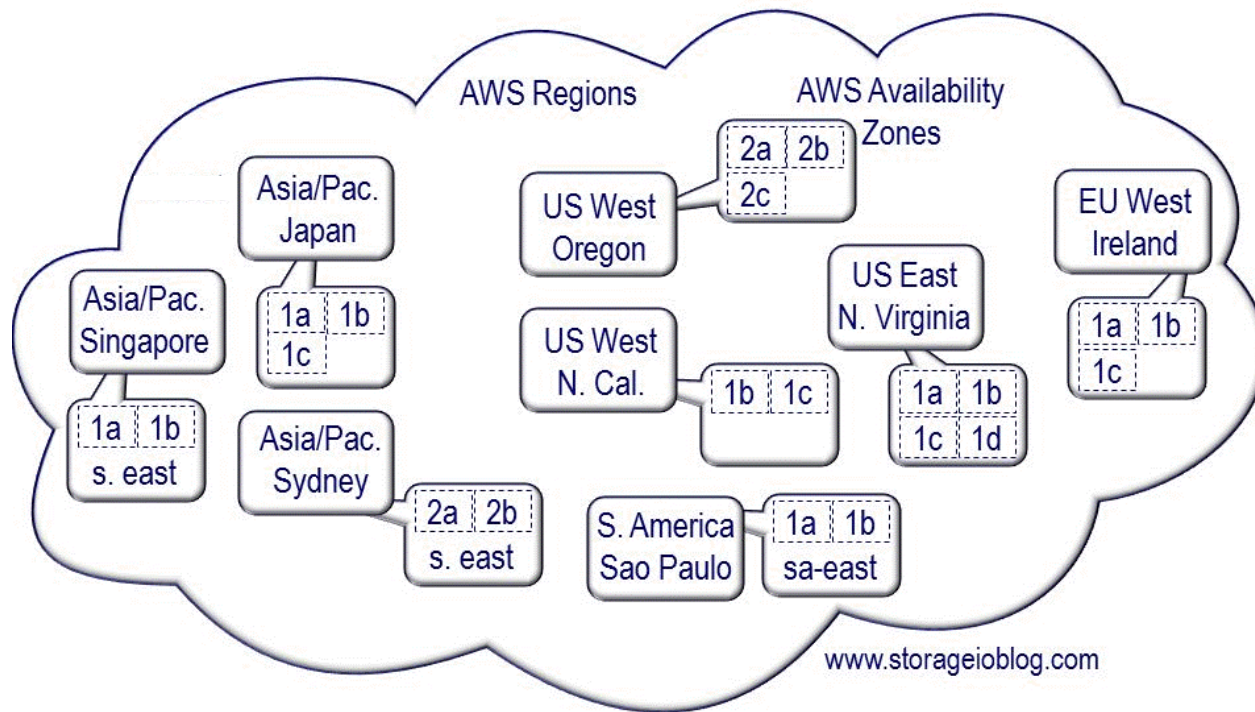 AWS Regions
AWS Availability
Zones
Asia/Pac.
Japan
1a 1b
1c
Asia/Pac.
Singapore
1a 1b
s. east
Asia/Pac.
Sydney
2a 2b
s. east
US West
Oregon
2a 2b
2c
US West
N. Cal.
1b 1c
US East
N. Virginia
1a 1b
1c 1d
EU West
Ireland
1a 1b
1c
S. America
Sao Paulo
1a 1b
sa-east
www.storageioblog.com